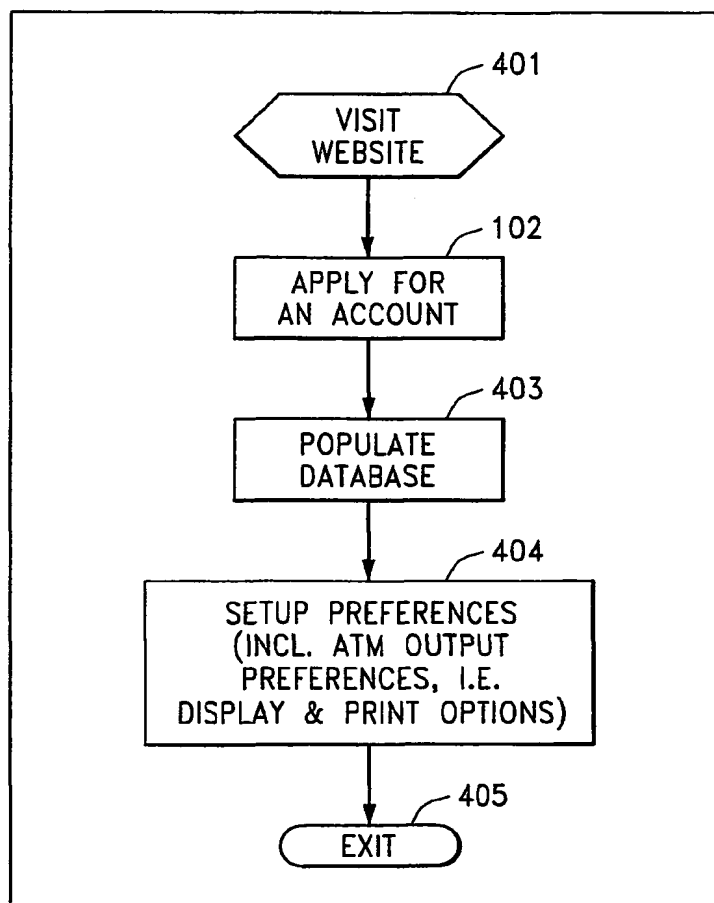 401
VISIT
WEBSITE
102
APPLY FOR
AN ACCOUNT
403
POPULATE
DATABASE
404
SETUP PREFERENCES
(INCL. ATM OUTPUT
PREFERENCES, I.E.
DISPLAY & PRINT OPTIONS)
405
EXIT